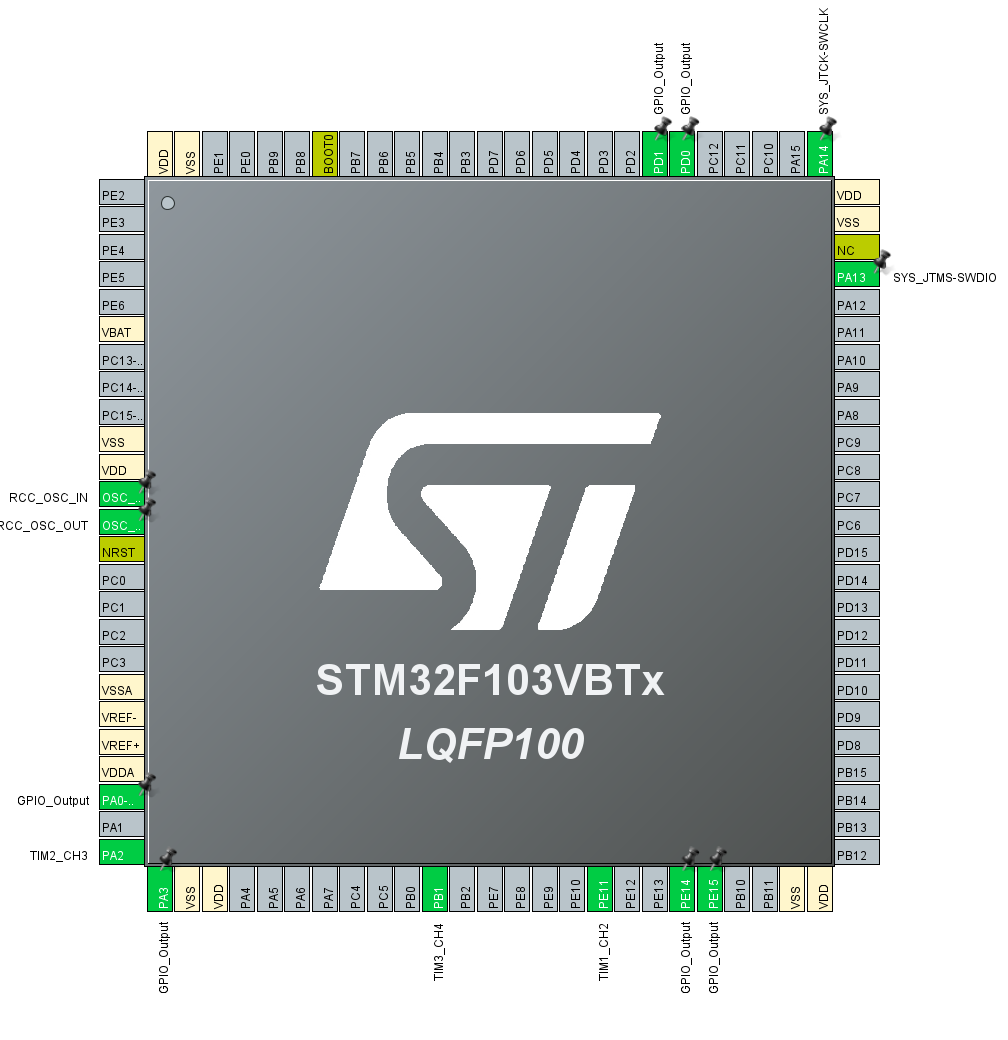 SYS_JTCK-SWCLK
GPIO_Output
GPIO_Output
VDD
VSS
PE1
PE0
PB9
PB8
BOOT0
PB7
PB6
PB5
PB4
PB3
PD7
PD6
PD5
PD4
PD3
PD2
PD1
PD0
PC12
PC11
PC10
PA15
PA14
PE2
PE3
PE4
PE5
PE6
VBAT
PC13-..
PC14-..
PC15-..
VSS
VDD
RCC_OSC_IN
OSC_..
RCC_OSC_OUT
OSC_..
NRST
PC0
PC1
PC2
PC3
VSSA
VREF-
VREF+
VDDA
GPIO_Output
PA0-..
PA1
TIM2_CH3
PA2
VDD
VSS
NC
PA13
SYS_JTMS-SWDIO
PA12
PA11
PA10
PA9
PA8
PC9
PC8
PC7
PC6
PD15
PD14
PD13
PD12
PD11
PD10
PD9
PD8
PB15
PB14
PB13
PB12
STM32F103VBTx
LQFP100
PA3
VSS
VDD
PA4
PA5
PA6
PA7
PC4
PC5
PB0
PB1
PB2
PE7
PE8
PE9
PE10
PE11
PE12
PE13
PE14
PE15
PB10
PB11
VSS
VDD
GPIO_Output
TIM3_CH4
TIM1_CH2
GPIO_Output
GPIO_Output